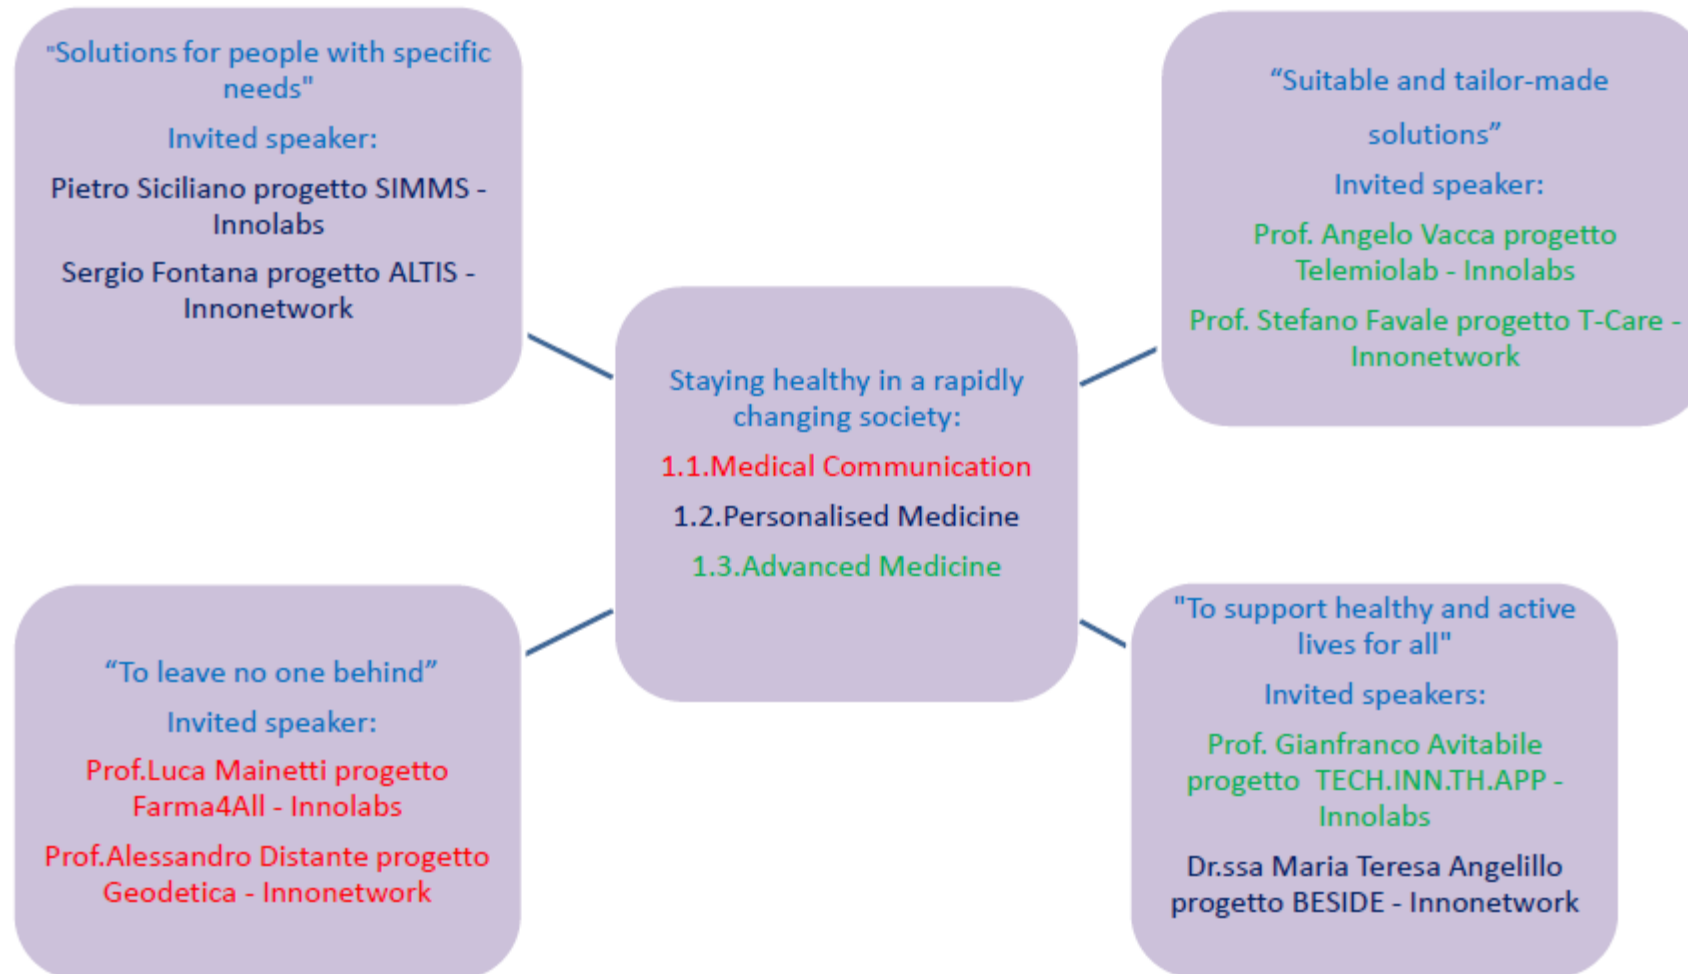 "Solutions for people with specific
needs"
Invited speaker:
Pietro Siciliano progetto SIMMS -
Innolabs
Sergio Fontana progetto ALTIS -
Innonetwork
“Suitable and tailor-made
solutions”
Invited speaker:
Prof. Angelo Vacca progetto
Telemiolab - Innolabs
Prof. Stefano Favale progetto T-Care -
Innonetwork
Staying healthy in a rapidly
changing society:
1.1.Medical Communication
1.2.Personalised Medicine
1.3.Advanced Medicine
“To leave no one behind”
Invited speaker:
Prof.Luca Mainetti progetto
Farma4All - Innolabs
Prof.Alessandro Distante progetto
Geodetica - Innonetwork
"To support healthy and active
lives for all"
Invited speakers:
Prof. Gianfranco Avitabile
progetto  TECH.INN.TH.APP -
Innolabs
Dr.ssa Maria Teresa Angelillo
progetto BESIDE - Innonetwork